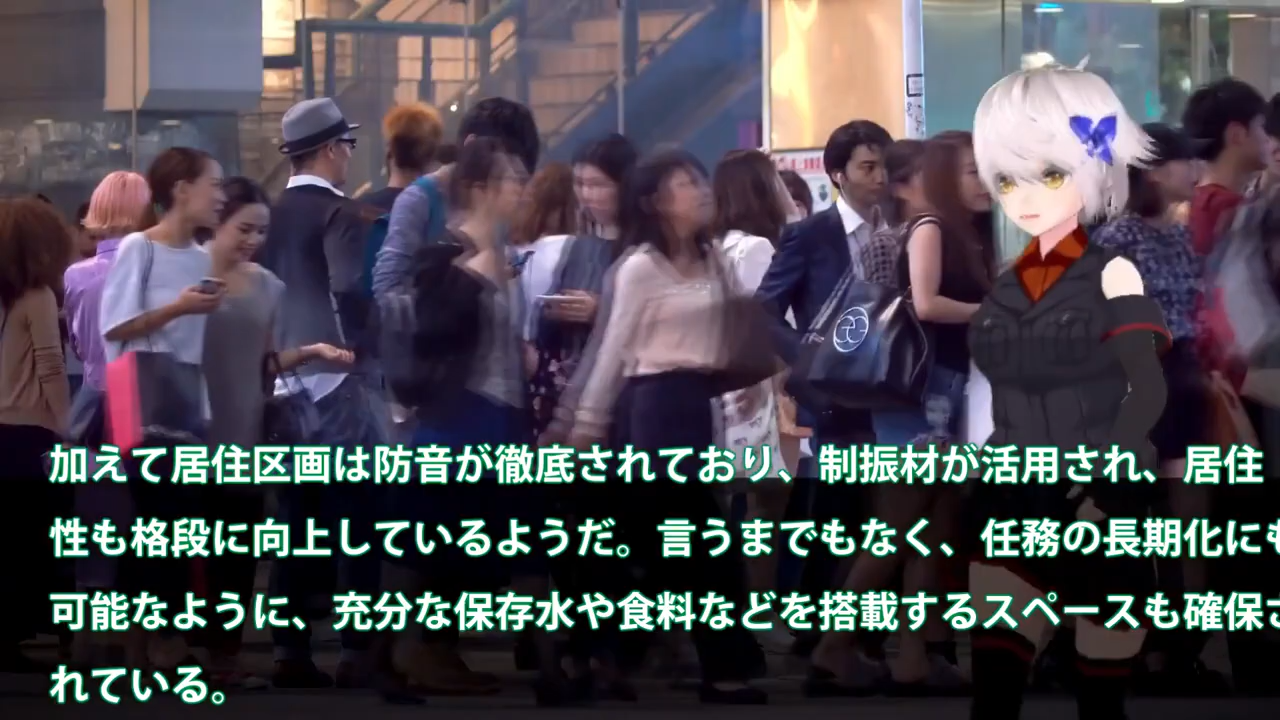 加えて居住区画は防音が徹底されており、制振材が活用され、居住
性も格段に向上しているようだ。言うまでもなく、任務の長期化にも
可能なように、充分な保存水や食料などを搭載するスペースも確保さ
れている。